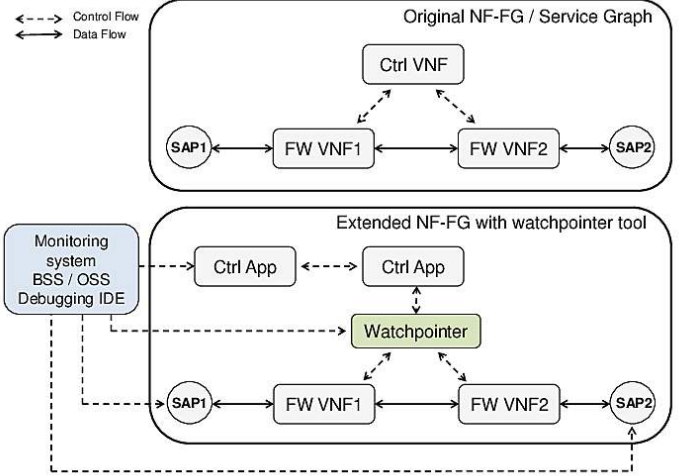 Control Flow
Data Flow
Original NF-FG / Service Graph
Ctrl VNF
SAP1
FW VNF1
FW VNF2
SAP2
Extended NF-FG with watchpointer tool
Monitoring
system
BSS / OSS
Debugging IDE
Ctrl App
Ctrl App
Watchpointer
SAP1
FW VNF1
FW VNF2
SAP2